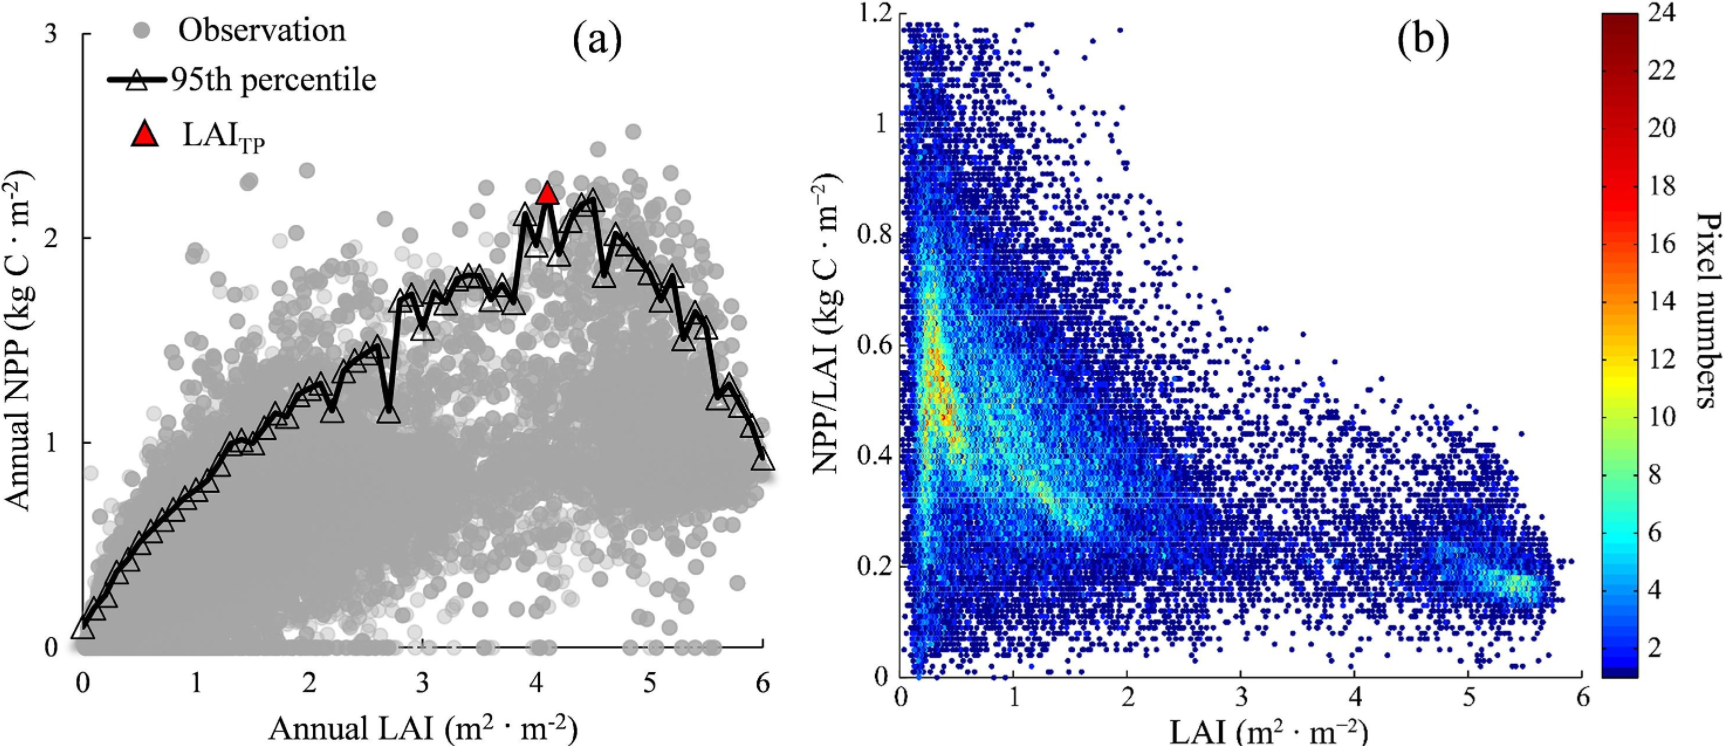 Observation
95th percentile
LAI_TP
(a)
3
2
1
0
0 1 2 3 4 5 6
Annual NPP (kg C · m⁻²)
Annual LAI (m² · m⁻²)
(b)
1.2
1
0.8
0.6
0.4
0.2
0
0 1 2 3 4 5 6
NPP/LAI (kg C · m⁻²)
LAI (m² · m⁻²)
24
22
20
18
16
14
12
10
8
6
4
2
Pixel numbers